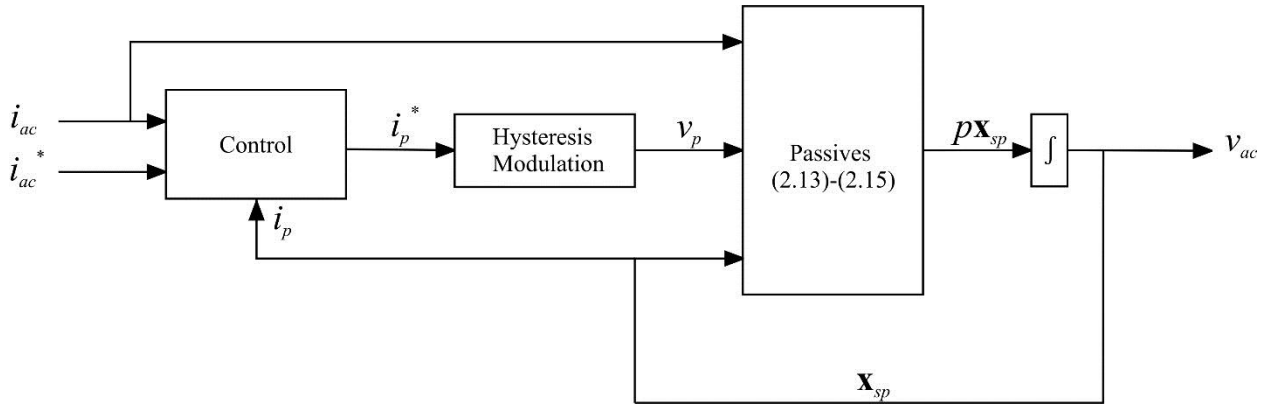 i_ac
i_ac*
Control
i_p*
i_p
Hysteresis
Modulation
v_p
Passives
(2.13)-(2.15)
px_sp
∫
v_ac
x_sp